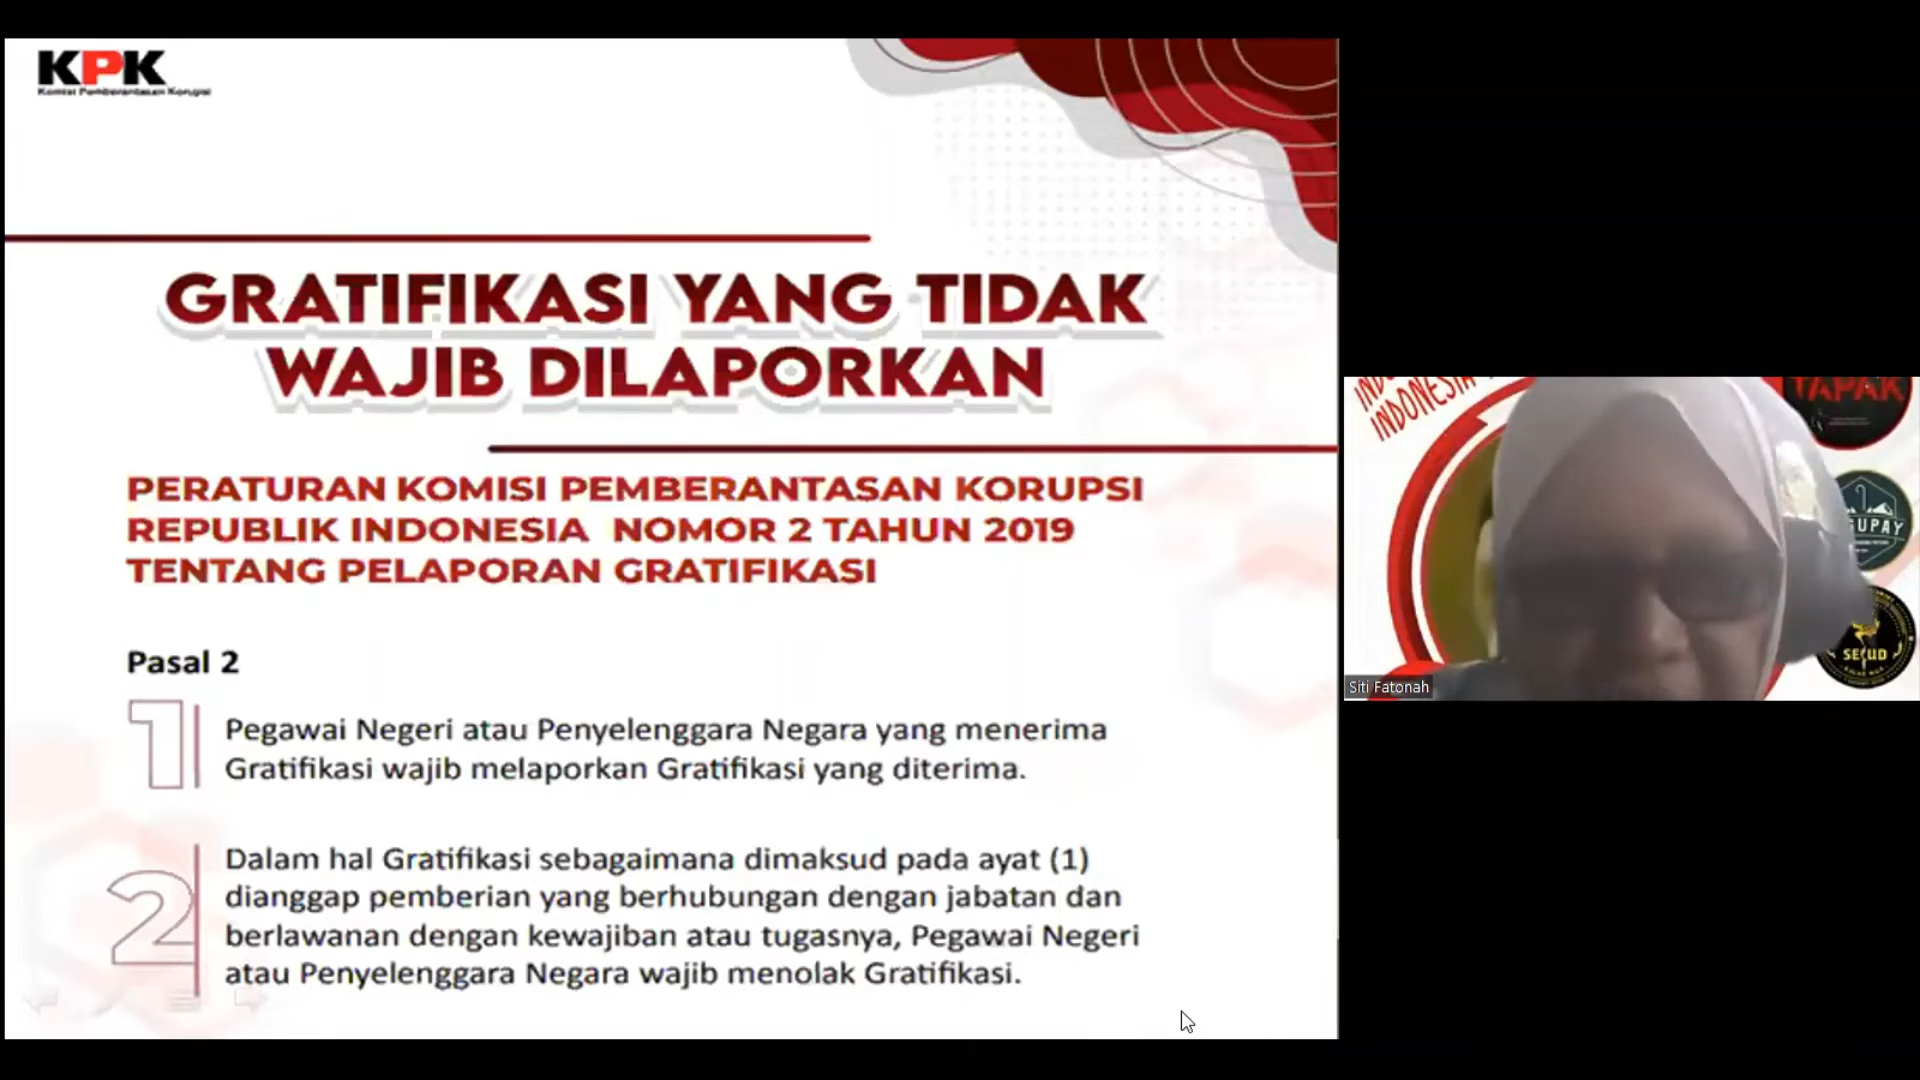 KPK
Komisi Pemberantasan Korupsi
GRATIFIKASI YANG TIDAK
WAJIB DILAPORKAN
PERATURAN KOMISI PEMBERANTASAN KORUPSI
REPUBLIK INDONESIA NOMOR 2 TAHUN 2019
TENTANG PELAPORAN GRATIFIKASI
Pasal 2
1
Pegawai Negeri atau Penyelenggara Negara yang menerima
Gratifikasi wajib melaporkan Gratifikasi yang diterima.
2
Dalam hal Gratifikasi sebagaimana dimaksud pada ayat (1)
dianggap pemberian yang berhubungan dengan jabatan dan
berlawanan dengan kewajiban atau tugasnya, Pegawai Negeri
atau Penyelenggara Negara wajib menolak Gratifikasi.
INDONESIA
TAPAK
UPAY
Siti Fatonah